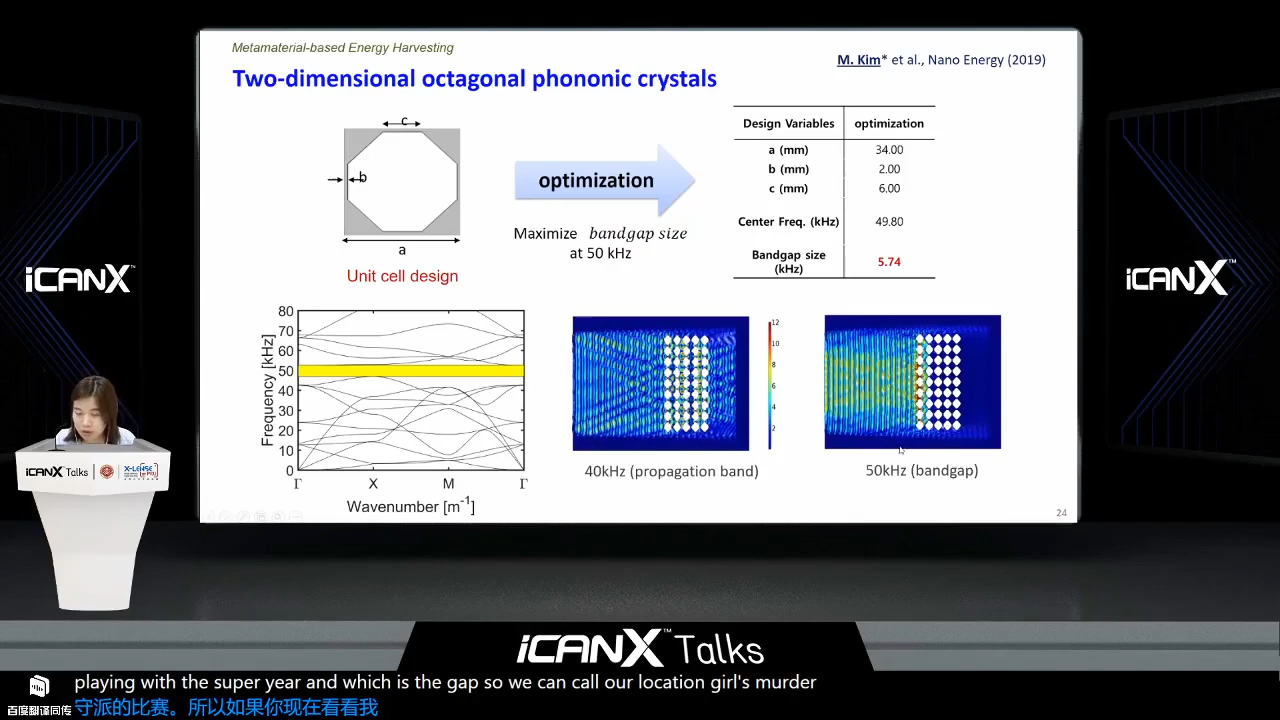 Metamaterial-based Energy Harvesting
Two-dimensional octagonal phononic crystals
M. Kim* et al., Nano Energy (2019)
c
b
a
Unit cell design
optimization
Maximize bandgap size
at 50 kHz
Design Variables optimization
a (mm) 34.00
b (mm) 2.00
c (mm) 6.00
Center Freq. (kHz) 49.80
Bandgap size
(kHz) 5.74
Frequency [kHz]
80
70
60
50
40
30
20
10
0
Γ X M Γ
Wavenumber [m-1]
12
10
8
6
4
2
40kHz (propagation band)
50kHz (bandgap)
24
iCANX™
iCANX™
iCANX Talks
X-LENSE
iCANX™ Talks
playing with the super year and which is the gap so we can call our location girl's murder
百度翻译同传
守派的比赛。所以如果你现在看看我